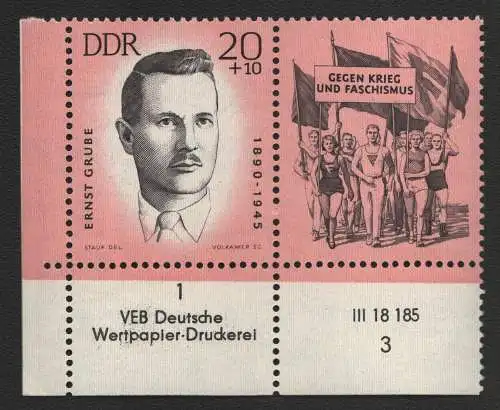 DDR
20
+10
ERNST GRUBE
1890-1945
STAUF DEL.
VOLKAMER SC.
GEGEN KRIEG
UND FASCHISMUS
1
VEB Deutsche
Wertpapier-Druckerei
III 18 185
3